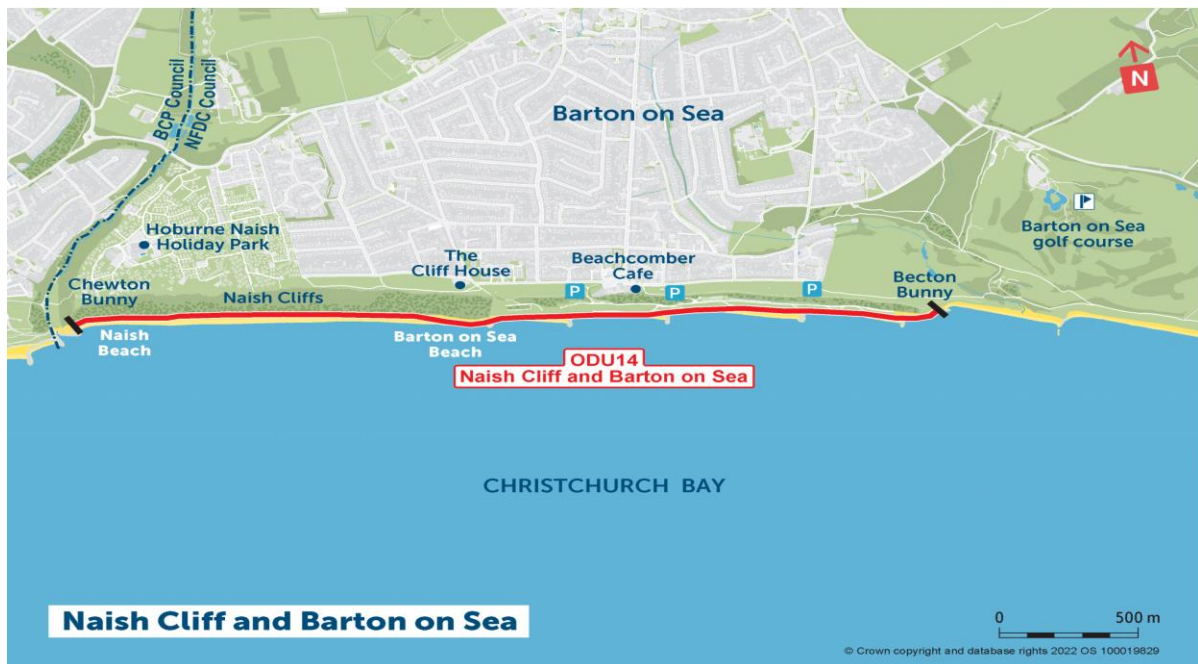 BCP Council
NFDC Council
Barton on Sea
N
Hoburne Naish
Holiday Park
The
Cliff House
Beachcomber
Cafe
Barton on Sea
golf course
Chewton
Bunny
Naish Cliffs
P
P
P
Becton
Bunny
Naish
Beach
Barton on Sea
Beach
ODU14
Naish Cliff and Barton on Sea
CHRISTCHURCH BAY
Naish Cliff and Barton on Sea
0 500 m
© Crown copyright and database rights 2022 OS 100019829